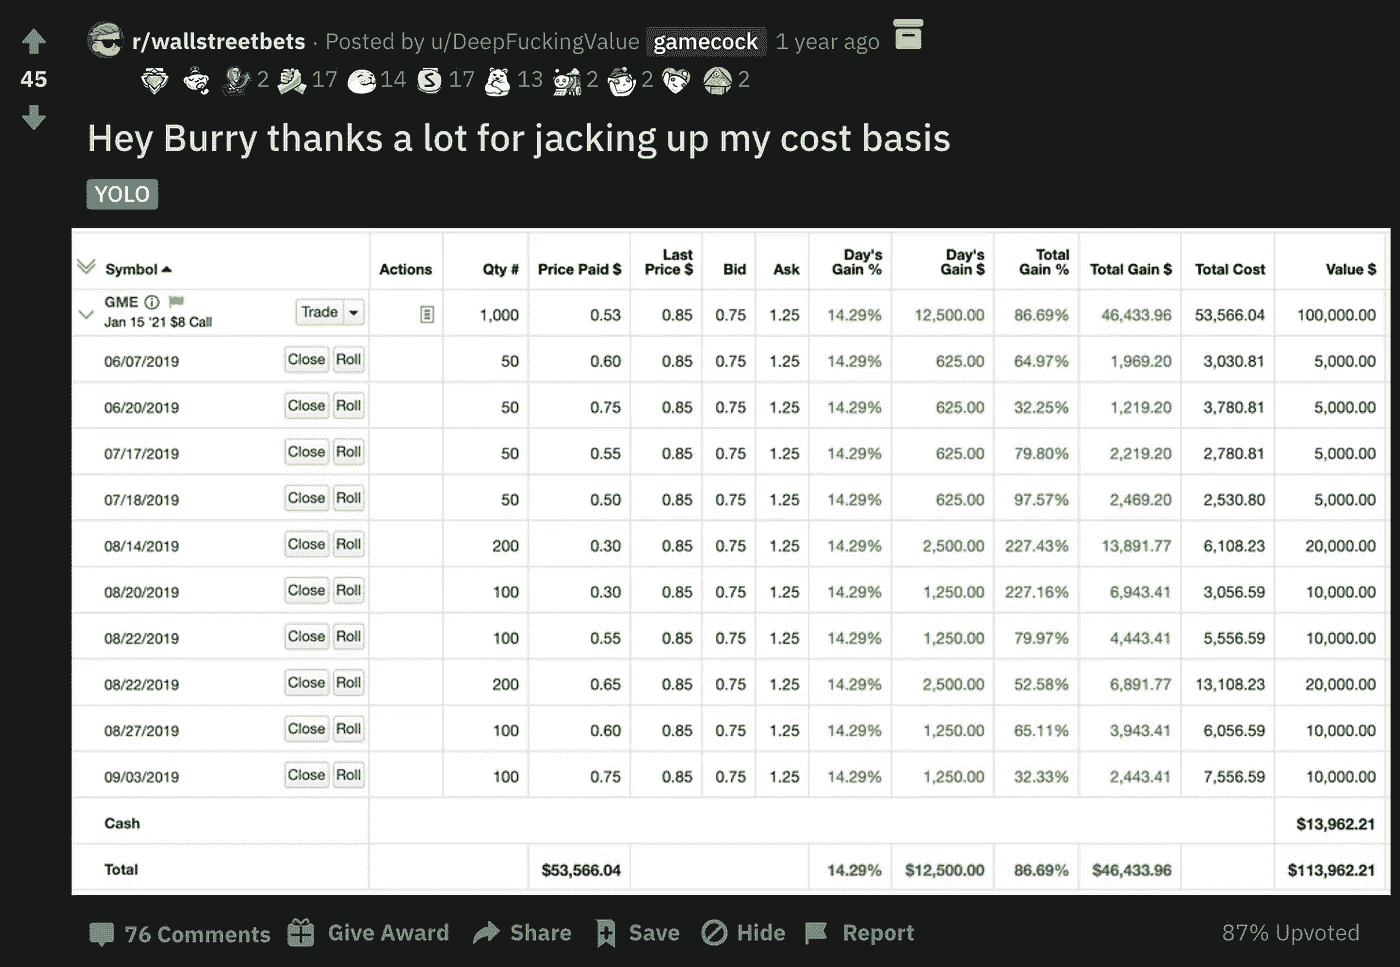 r/wallstreetbets · Posted by u/DeepFuckingValue gamecock 1 year ago
45
2 17 14 S 17 13 2 2 2
Hey Burry thanks a lot for jacking up my cost basis
YOLO
Symbol Actions Qty # Price Paid $ Last Price $ Bid Ask Day's Gain % Day's Gain $ Total Gain % Total Gain $ Total Cost Value $
GME Jan 15 '21 $8 Call Trade 1,000 0.53 0.85 0.75 1.25 14.29% 12,500.00 86.69% 46,433.96 53,566.04 100,000.00
06/07/2019 Close Roll 50 0.60 0.85 0.75 1.25 14.29% 625.00 64.97% 1,969.20 3,030.81 5,000.00
06/20/2019 Close Roll 50 0.75 0.85 0.75 1.25 14.29% 625.00 32.25% 1,219.20 3,780.81 5,000.00
07/17/2019 Close Roll 50 0.55 0.85 0.75 1.25 14.29% 625.00 79.80% 2,219.20 2,780.81 5,000.00
07/18/2019 Close Roll 50 0.50 0.85 0.75 1.25 14.29% 625.00 97.57% 2,469.20 2,530.80 5,000.00
08/14/2019 Close Roll 200 0.30 0.85 0.75 1.25 14.29% 2,500.00 227.43% 13,891.77 6,108.23 20,000.00
08/20/2019 Close Roll 100 0.30 0.85 0.75 1.25 14.29% 1,250.00 227.16% 6,943.41 3,056.59 10,000.00
08/22/2019 Close Roll 100 0.55 0.85 0.75 1.25 14.29% 1,250.00 79.97% 4,443.41 5,556.59 10,000.00
08/22/2019 Close Roll 200 0.65 0.85 0.75 1.25 14.29% 2,500.00 52.58% 6,891.77 13,108.23 20,000.00
08/27/2019 Close Roll 100 0.60 0.85 0.75 1.25 14.29% 1,250.00 65.11% 3,943.41 6,056.59 10,000.00
09/03/2019 Close Roll 100 0.75 0.85 0.75 1.25 14.29% 1,250.00 32.33% 2,443.41 7,556.59 10,000.00
Cash $13,962.21
Total $53,566.04 14.29% $12,500.00 86.69% $46,433.96 $113,962.21
76 Comments Give Award Share Save Hide Report 87% Upvoted